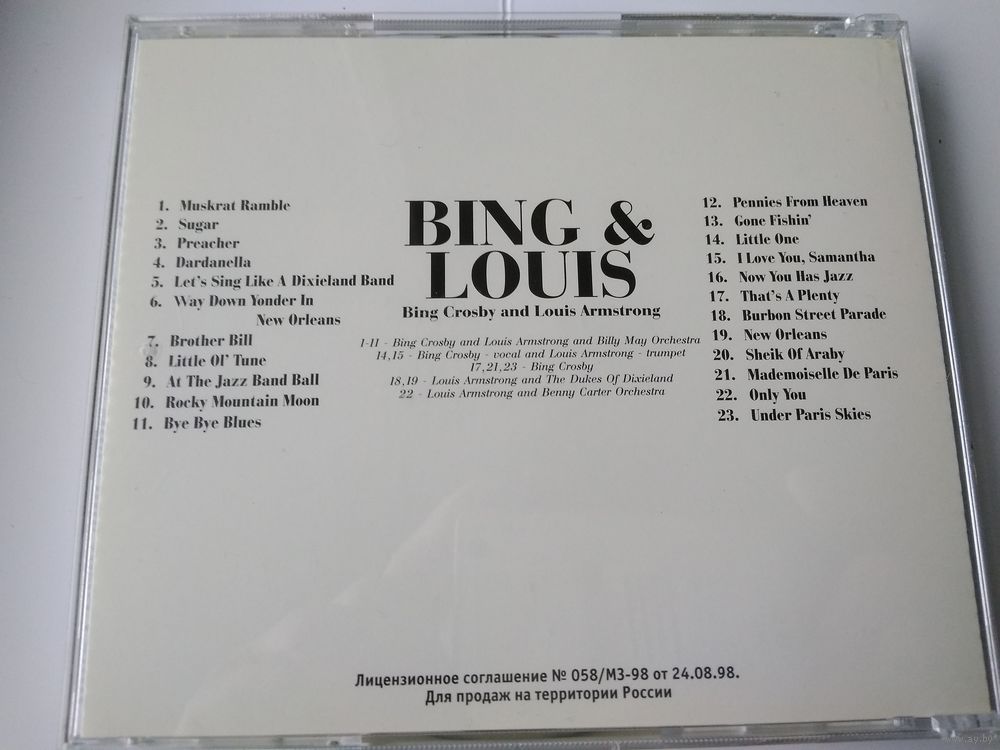 1. Muskrat Ramble
2. Sugar
3. Preacher
4. Dardanella
5. Let's Sing Like A Dixieland Band
6. Way Down Yonder In
New Orleans
7. Brother Bill
8. Little Ol' Tune
9. At The Jazz Band Ball
10. Rocky Mountain Moon
11. Bye Bye Blues
BING &
LOUIS
Bing Crosby and Louis Armstrong
1-11 - Bing Crosby and Louis Armstrong and Billy May Orchestra
14,15 - Bing Crosby - vocal and Louis Armstrong - trumpet
17,21,23 - Bing Crosby
18,19 - Louis Armstrong and The Dukes Of Dixieland
22 - Louis Armstrong and Benny Carter Orchestra
12. Pennies From Heaven
13. Gone Fishin'
14. Little One
15. I Love You, Samantha
16. Now You Has Jazz
17. That's A Plenty
18. Burbon Street Parade
19. New Orleans
20. Sheik Of Araby
21. Mademoiselle De Paris
22. Only You
23. Under Paris Skies
Лицензионное соглашение № 058/МЗ-98 от 24.08.98.
Для продаж на территории России
www.ay.by